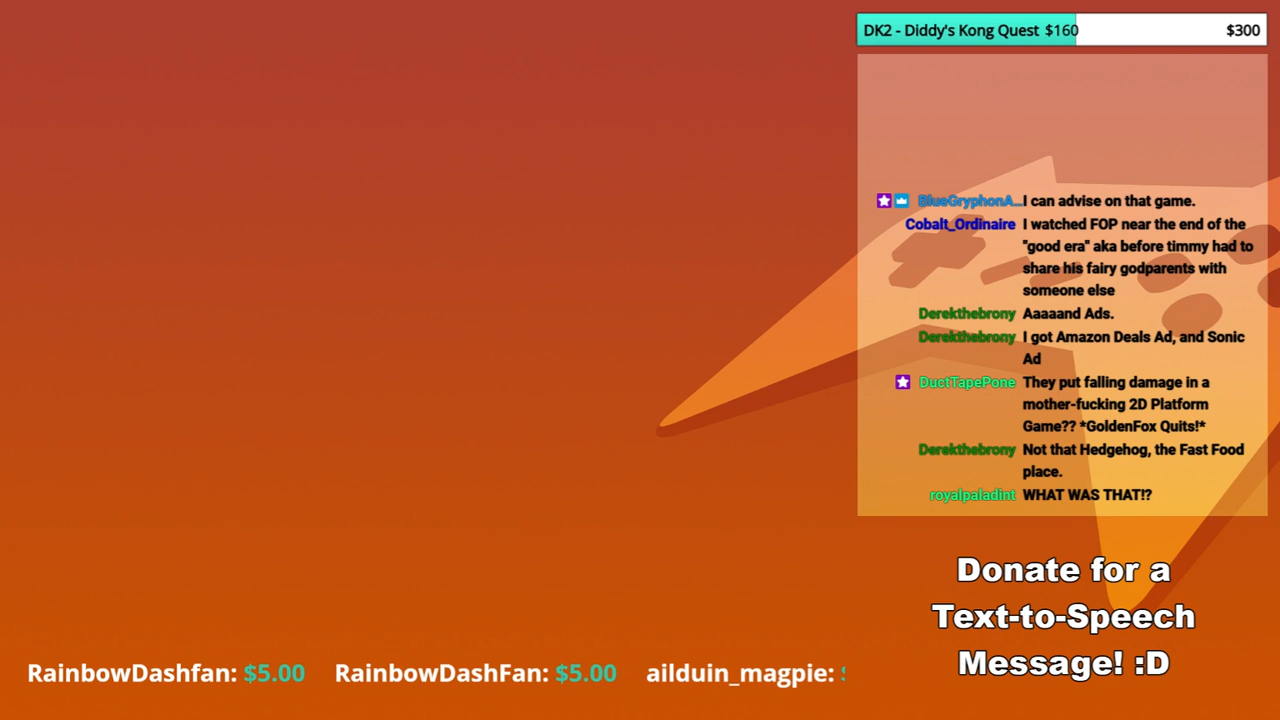 DK2 - Diddy's Kong Quest $160 $300
BlueGryphonA... I can advise on that game.
Cobalt_Ordinaire I watched FOP near the end of the
"good era" aka before timmy had to
share his fairy godparents with
someone else
Derekthebrony Aaaaand Ads.
Derekthebrony I got Amazon Deals Ad, and Sonic
Ad
DuctTapePone They put falling damage in a
mother-fucking 2D Platform
Game?? *GoldenFox Quits!*
Derekthebrony Not that Hedgehog, the Fast Food
place.
royalpaladint WHAT WAS THAT!?
Donate for a
Text-to-Speech
Message! :D
RainbowDashfan: $5.00 RainbowDashFan: $5.00 ailduin_magpie: